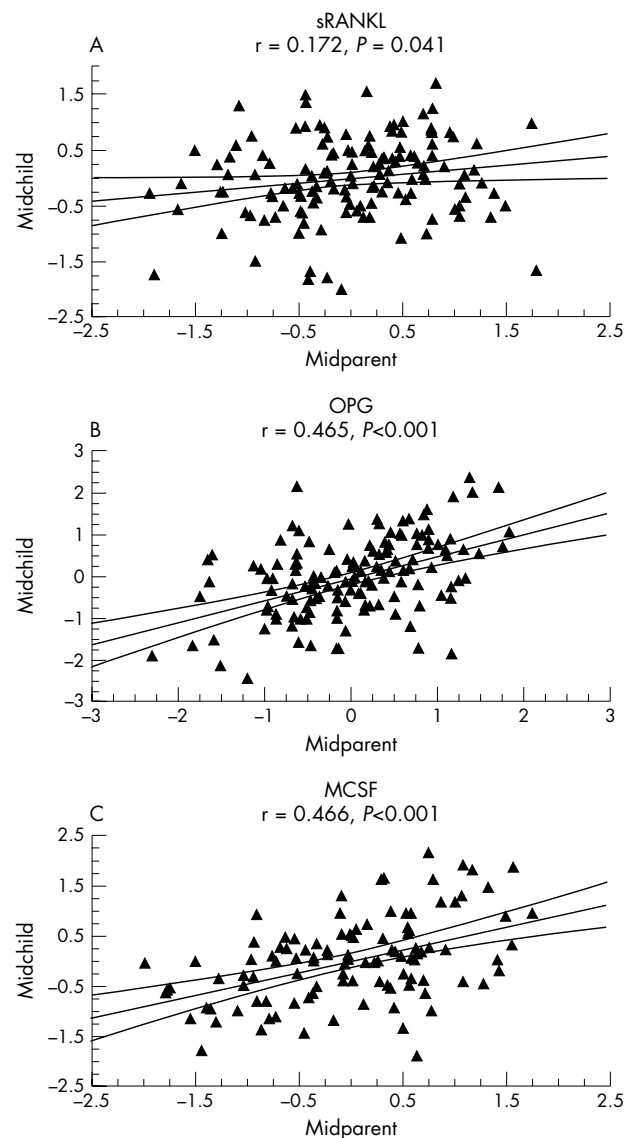 sRANKL
A
r = 0.172, P = 0.041
1.5
0.5
–0.5
–1.5
–2.5
Midchild
–2.5
–1.5
–0.5
0.5
1.5
2.5
Midparent
OPG
B
r = 0.465, P<0.001
3
2
1
0
–1
–2
–3
Midchild
–3
–2
–1
0
1
2
3
Midparent
MCSF
C
r = 0.466, P<0.001
2.5
1.5
0.5
–0.5
–1.5
–2.5
Midchild
–2.5
–1.5
–0.5
0.5
1.5
2.5
Midparent